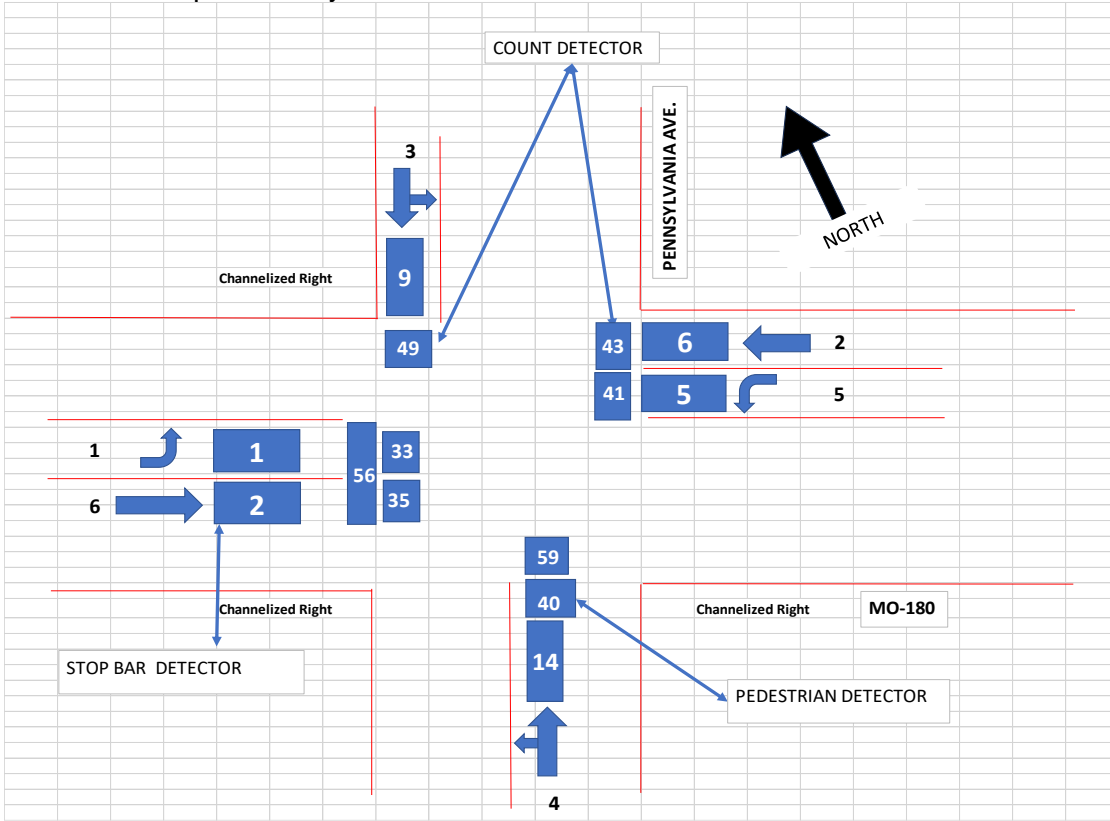 COUNT DETECTOR
PENNSYLVANIA AVE.
NORTH
3
Channelized Right
9
49
43
6
2
41
5
5
1
1
33
56
6
2
35
59
40
Channelized Right
Channelized Right
MO-180
14
STOP BAR DETECTOR
PEDESTRIAN DETECTOR
4